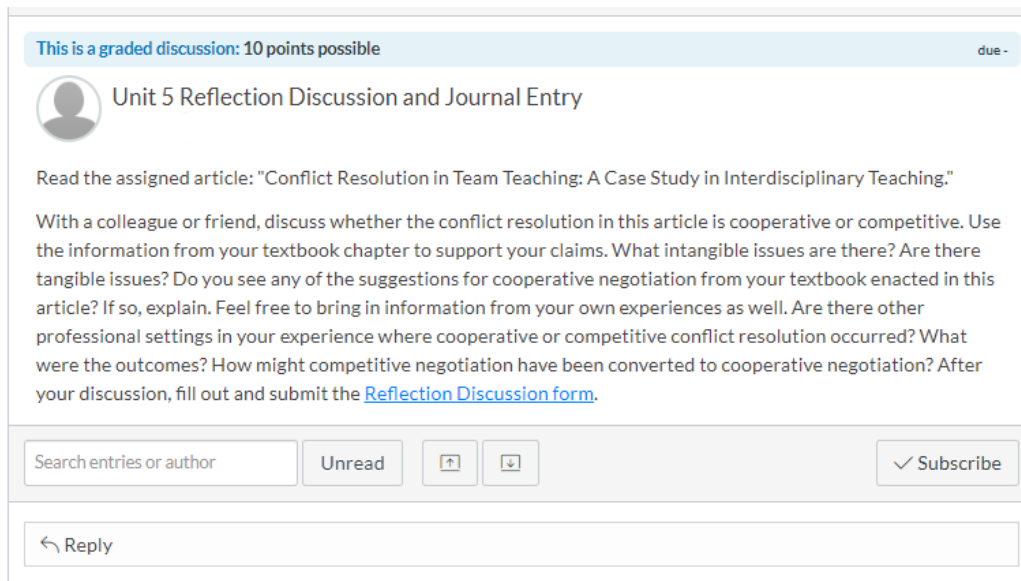 This is a graded discussion: 10 points possible
due -
Unit 5 Reflection Discussion and Journal Entry
Read the assigned article: "Conflict Resolution in Team Teaching: A Case Study in Interdisciplinary Teaching."
With a colleague or friend, discuss whether the conflict resolution in this article is cooperative or competitive. Use
the information from your textbook chapter to support your claims. What intangible issues are there? Are there
tangible issues? Do you see any of the suggestions for cooperative negotiation from your textbook enacted in this
article? If so, explain. Feel free to bring in information from your own experiences as well. Are there other
professional settings in your experience where cooperative or competitive conflict resolution occurred? What
were the outcomes? How might competitive negotiation have been converted to cooperative negotiation? After
your discussion, fill out and submit the Reflection Discussion form.
Search entries or author
Unread
Subscribe
Reply